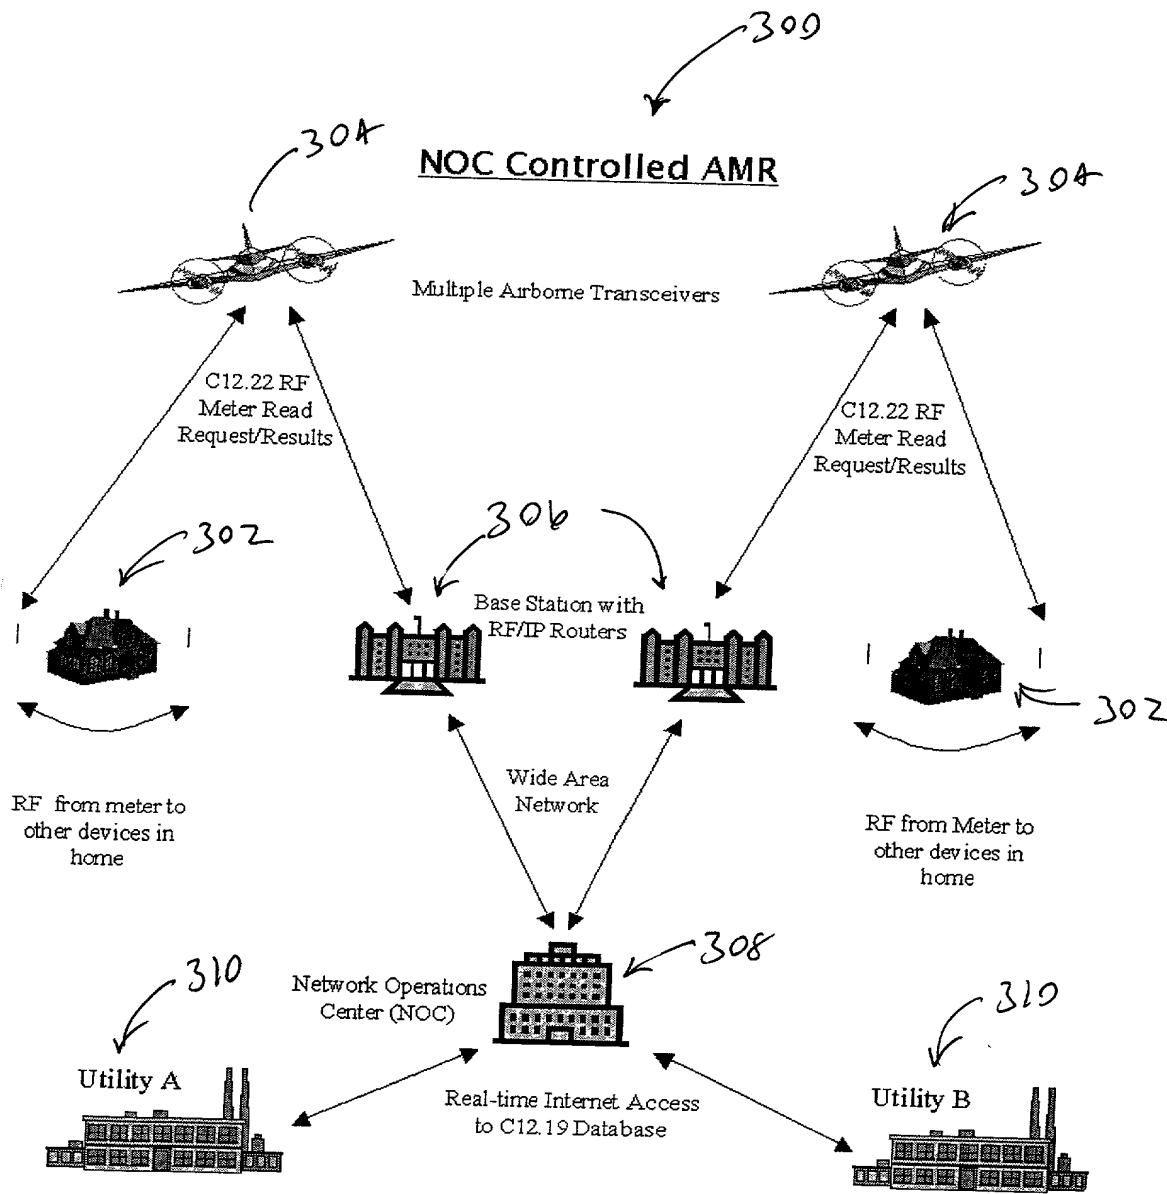 300
304
NOC Controlled AMR
304
Multiple Airborne Transceivers
C12.22 RF
Meter Read
Request/Results
C12.22 RF
Meter Read
Request/Results
302
306
Base Station with
RF/IP Routers
302
Wide Area
Network
RF from meter to
other devices in
home
RF from Meter to
other devices in
home
308
310
Network Operations
Center (NOC)
310
Utility A
Real-time Internet Access
to C12.19 Database
Utility B